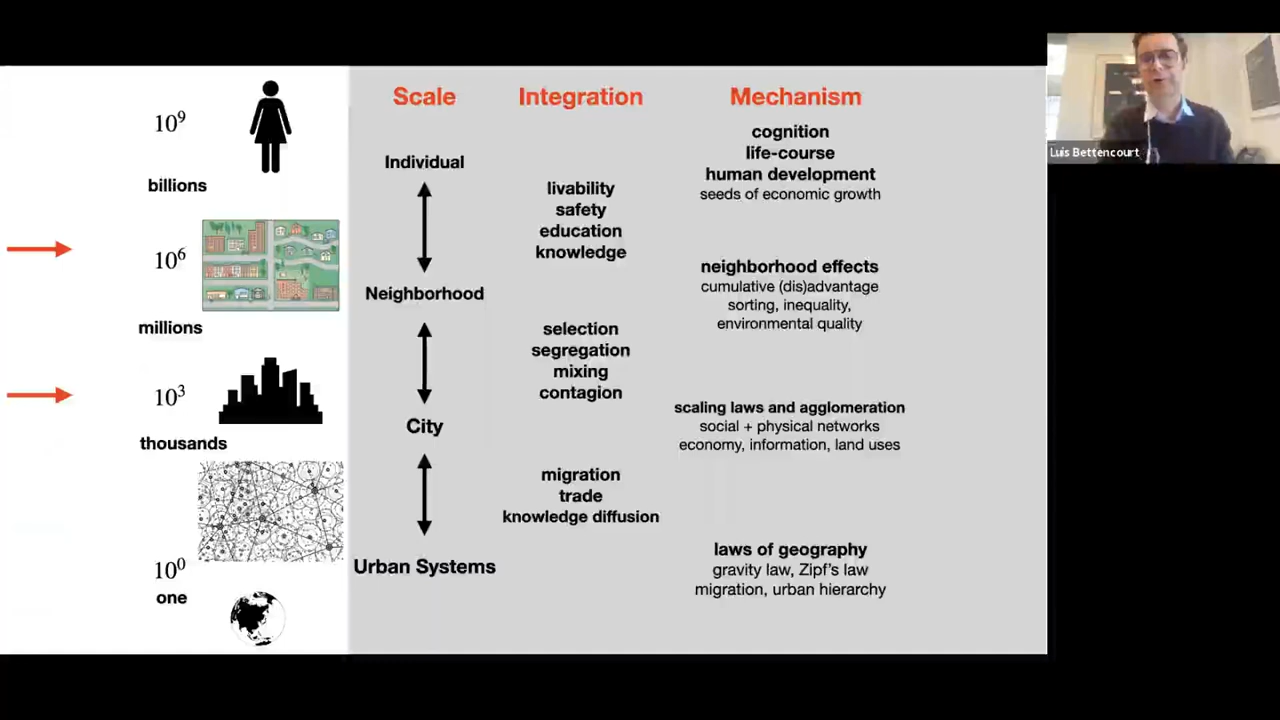 10⁹
billions
10⁶
millions
10³
thousands
10⁰
one
Scale
Individual
Neighborhood
City
Urban Systems
Integration
livability
safety
education
knowledge
selection
segregation
mixing
contagion
migration
trade
knowledge diffusion
Mechanism
cognition
life-course
human development
seeds of economic growth
neighborhood effects
cumulative (dis)advantage
sorting, inequality,
environmental quality
scaling laws and agglomeration
social + physical networks
economy, information, land uses
laws of geography
gravity law, Zipf's law
migration, urban hierarchy
Luis Bettencourt